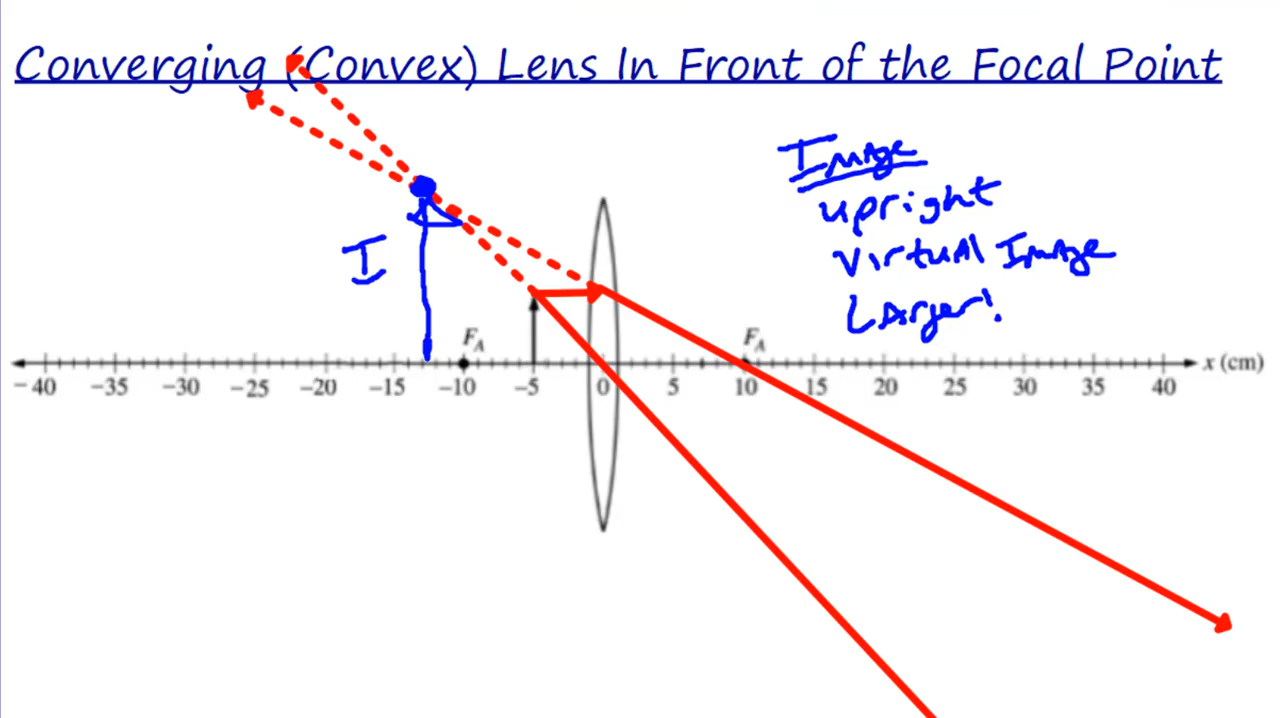 Converging (Convex) Lens In Front of the Focal Point
Image
upright
Virtual Image
Larger!
I
F_A
F_A
−40 −35 −30 −25 −20 −15 −10 −5 0 5 10 15 20 25 30 35 40 x (cm)